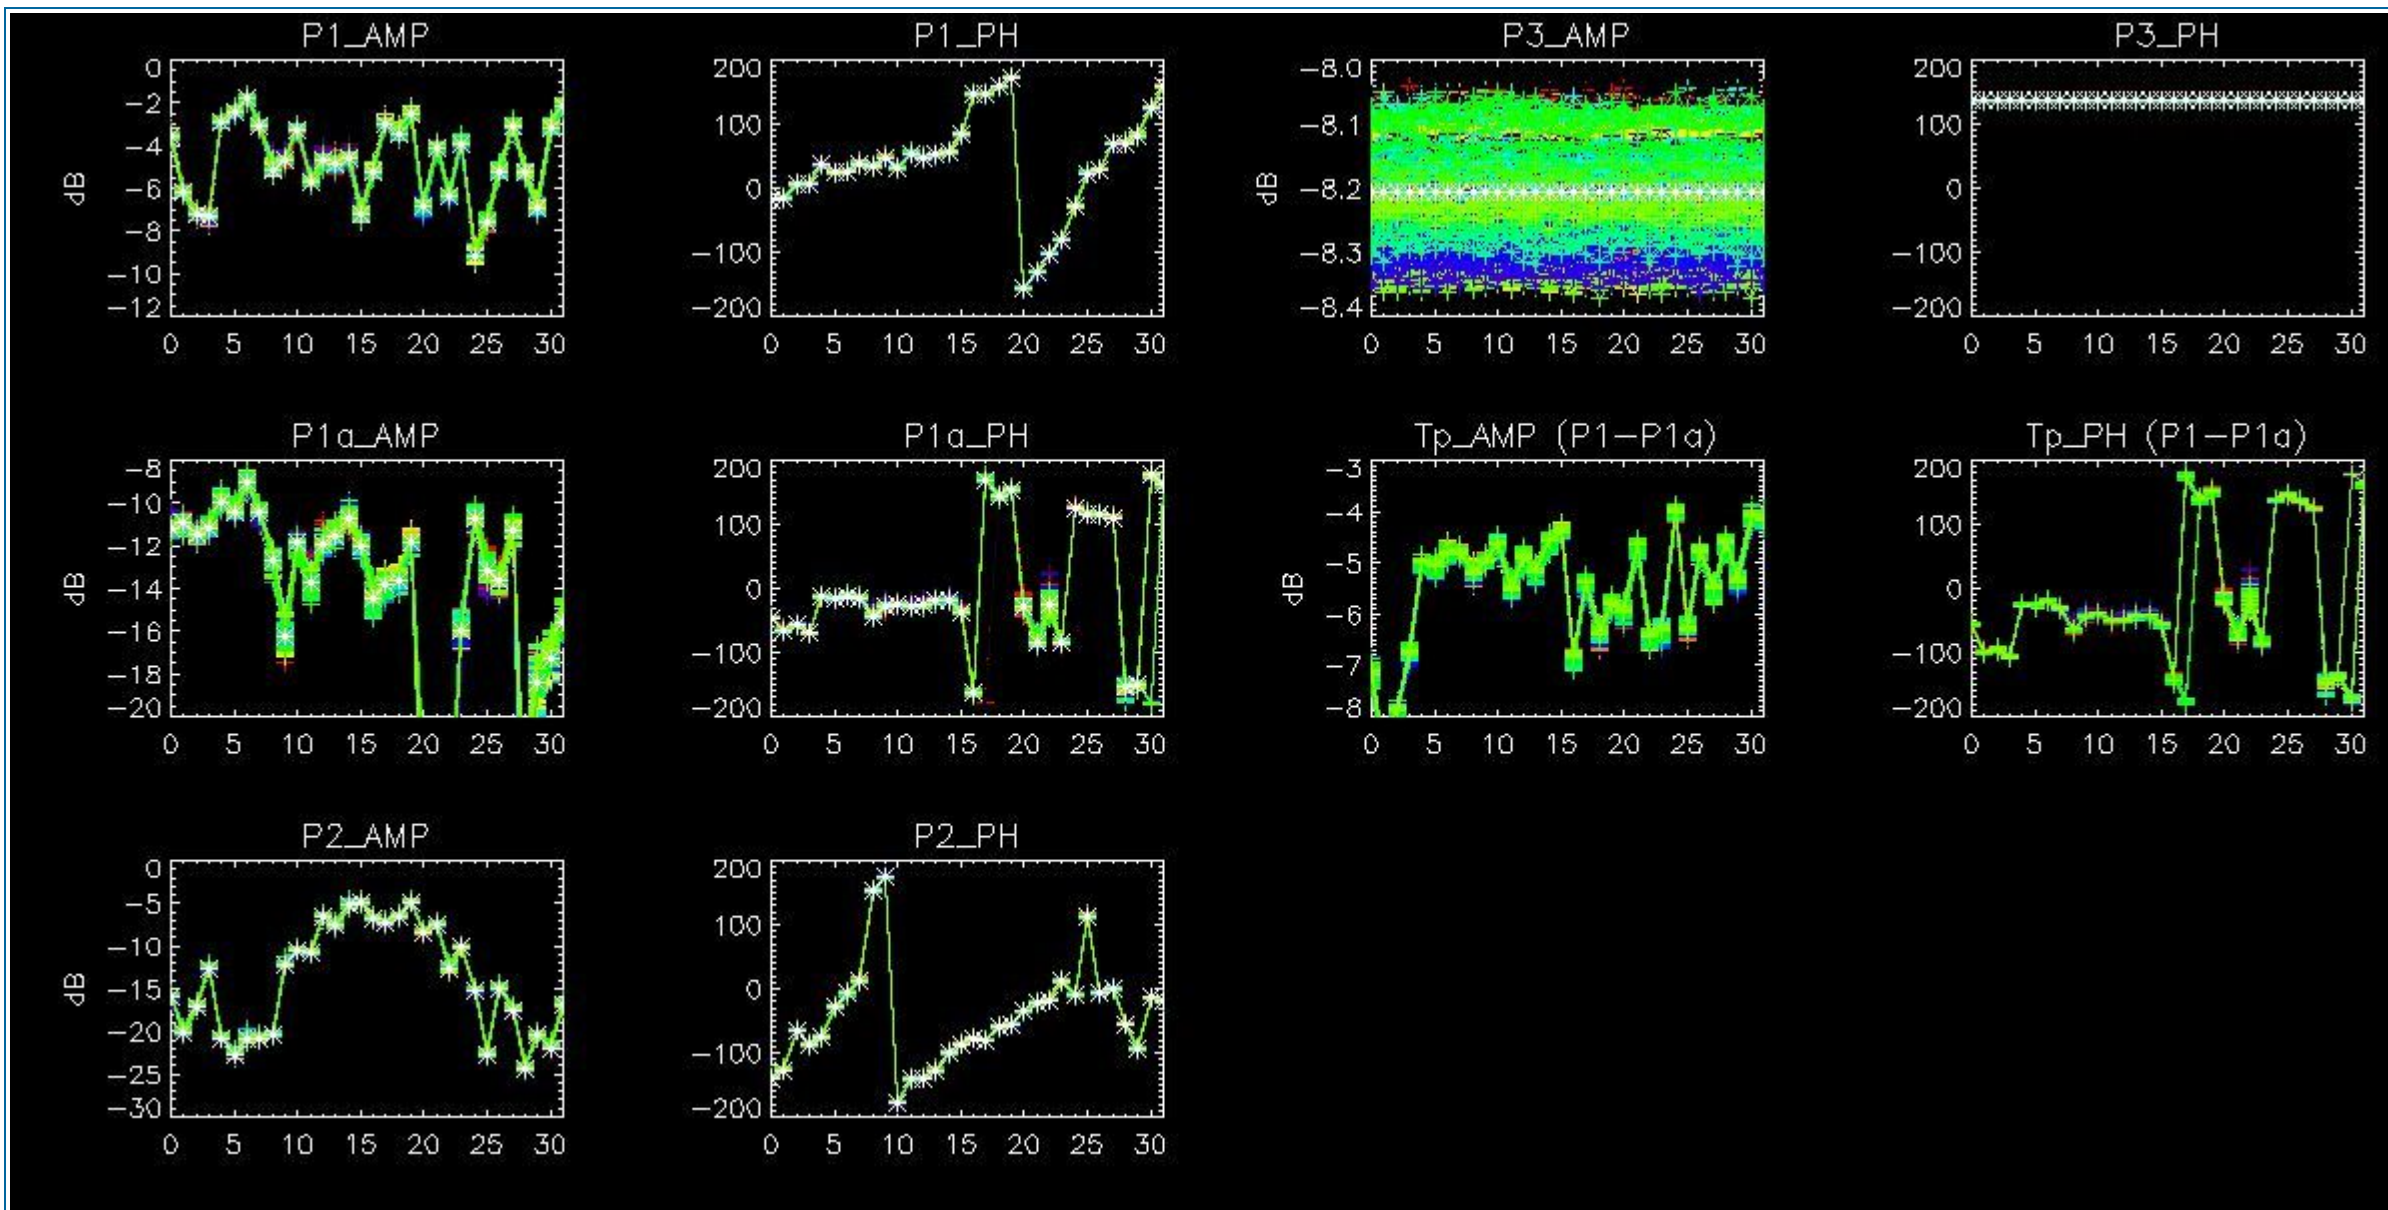 P1_AMP P1_PH P3_AMP P3_PH
0 200 -8.0 200
-2
-4 100 -8.1 100
dB -6 0 dB -8.2 0
-8 -100 -8.3 -100
-10
-12 -200 -8.4 -200
0 5 10 15 20 25 30 0 5 10 15 20 25 30 0 5 10 15 20 25 30 0 5 10 15 20 25 30
P1a_AMP P1a_PH Tp_AMP (P1-P1a) Tp_PH (P1-P1a)
-8 200 -3 200
-10 100 -4 100
-12 -5
dB -14 0 dB -6 0
-16 -100 -7 -100
-18
-20 -200 -8 -200
0 5 10 15 20 25 30 0 5 10 15 20 25 30 0 5 10 15 20 25 30 0 5 10 15 20 25 30
P2_AMP P2_PH
0 200
-5 100
-10
dB -15 0
-20 -100
-25
-30 -200
0 5 10 15 20 25 30 0 5 10 15 20 25 30